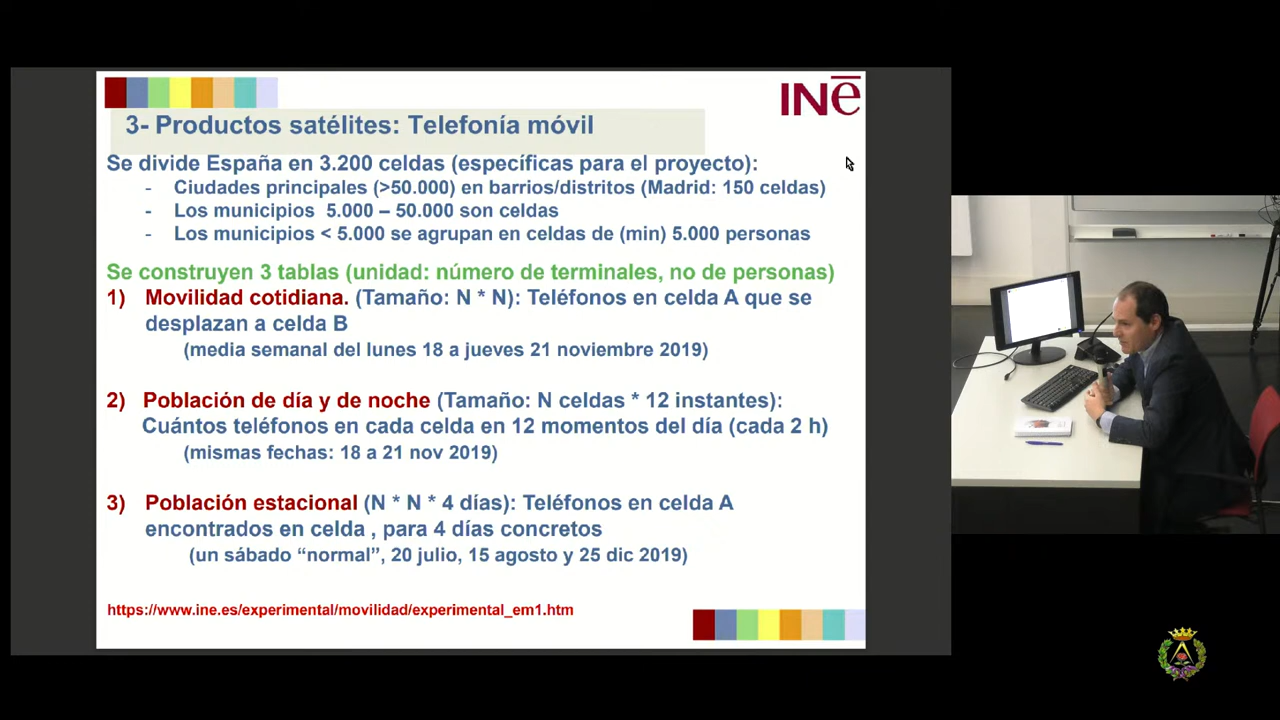 INe
3- Productos satélites: Telefonía móvil
Se divide España en 3.200 celdas (específicas para el proyecto):
- Ciudades principales (>50.000) en barrios/distritos (Madrid: 150 celdas)
- Los municipios 5.000 – 50.000 son celdas
- Los municipios < 5.000 se agrupan en celdas de (min) 5.000 personas
Se construyen 3 tablas (unidad: número de terminales, no de personas)
1) Movilidad cotidiana. (Tamaño: N * N): Teléfonos en celda A que se
desplazan a celda B
(media semanal del lunes 18 a jueves 21 noviembre 2019)
2) Población de día y de noche (Tamaño: N celdas * 12 instantes):
Cuántos teléfonos en cada celda en 12 momentos del día (cada 2 h)
(mismas fechas: 18 a 21 nov 2019)
3) Población estacional (N * N * 4 días): Teléfonos en celda A
encontrados en celda , para 4 días concretos
(un sábado “normal”, 20 julio, 15 agosto y 25 dic 2019)
https://www.ine.es/experimental/movilidad/experimental_em1.htm